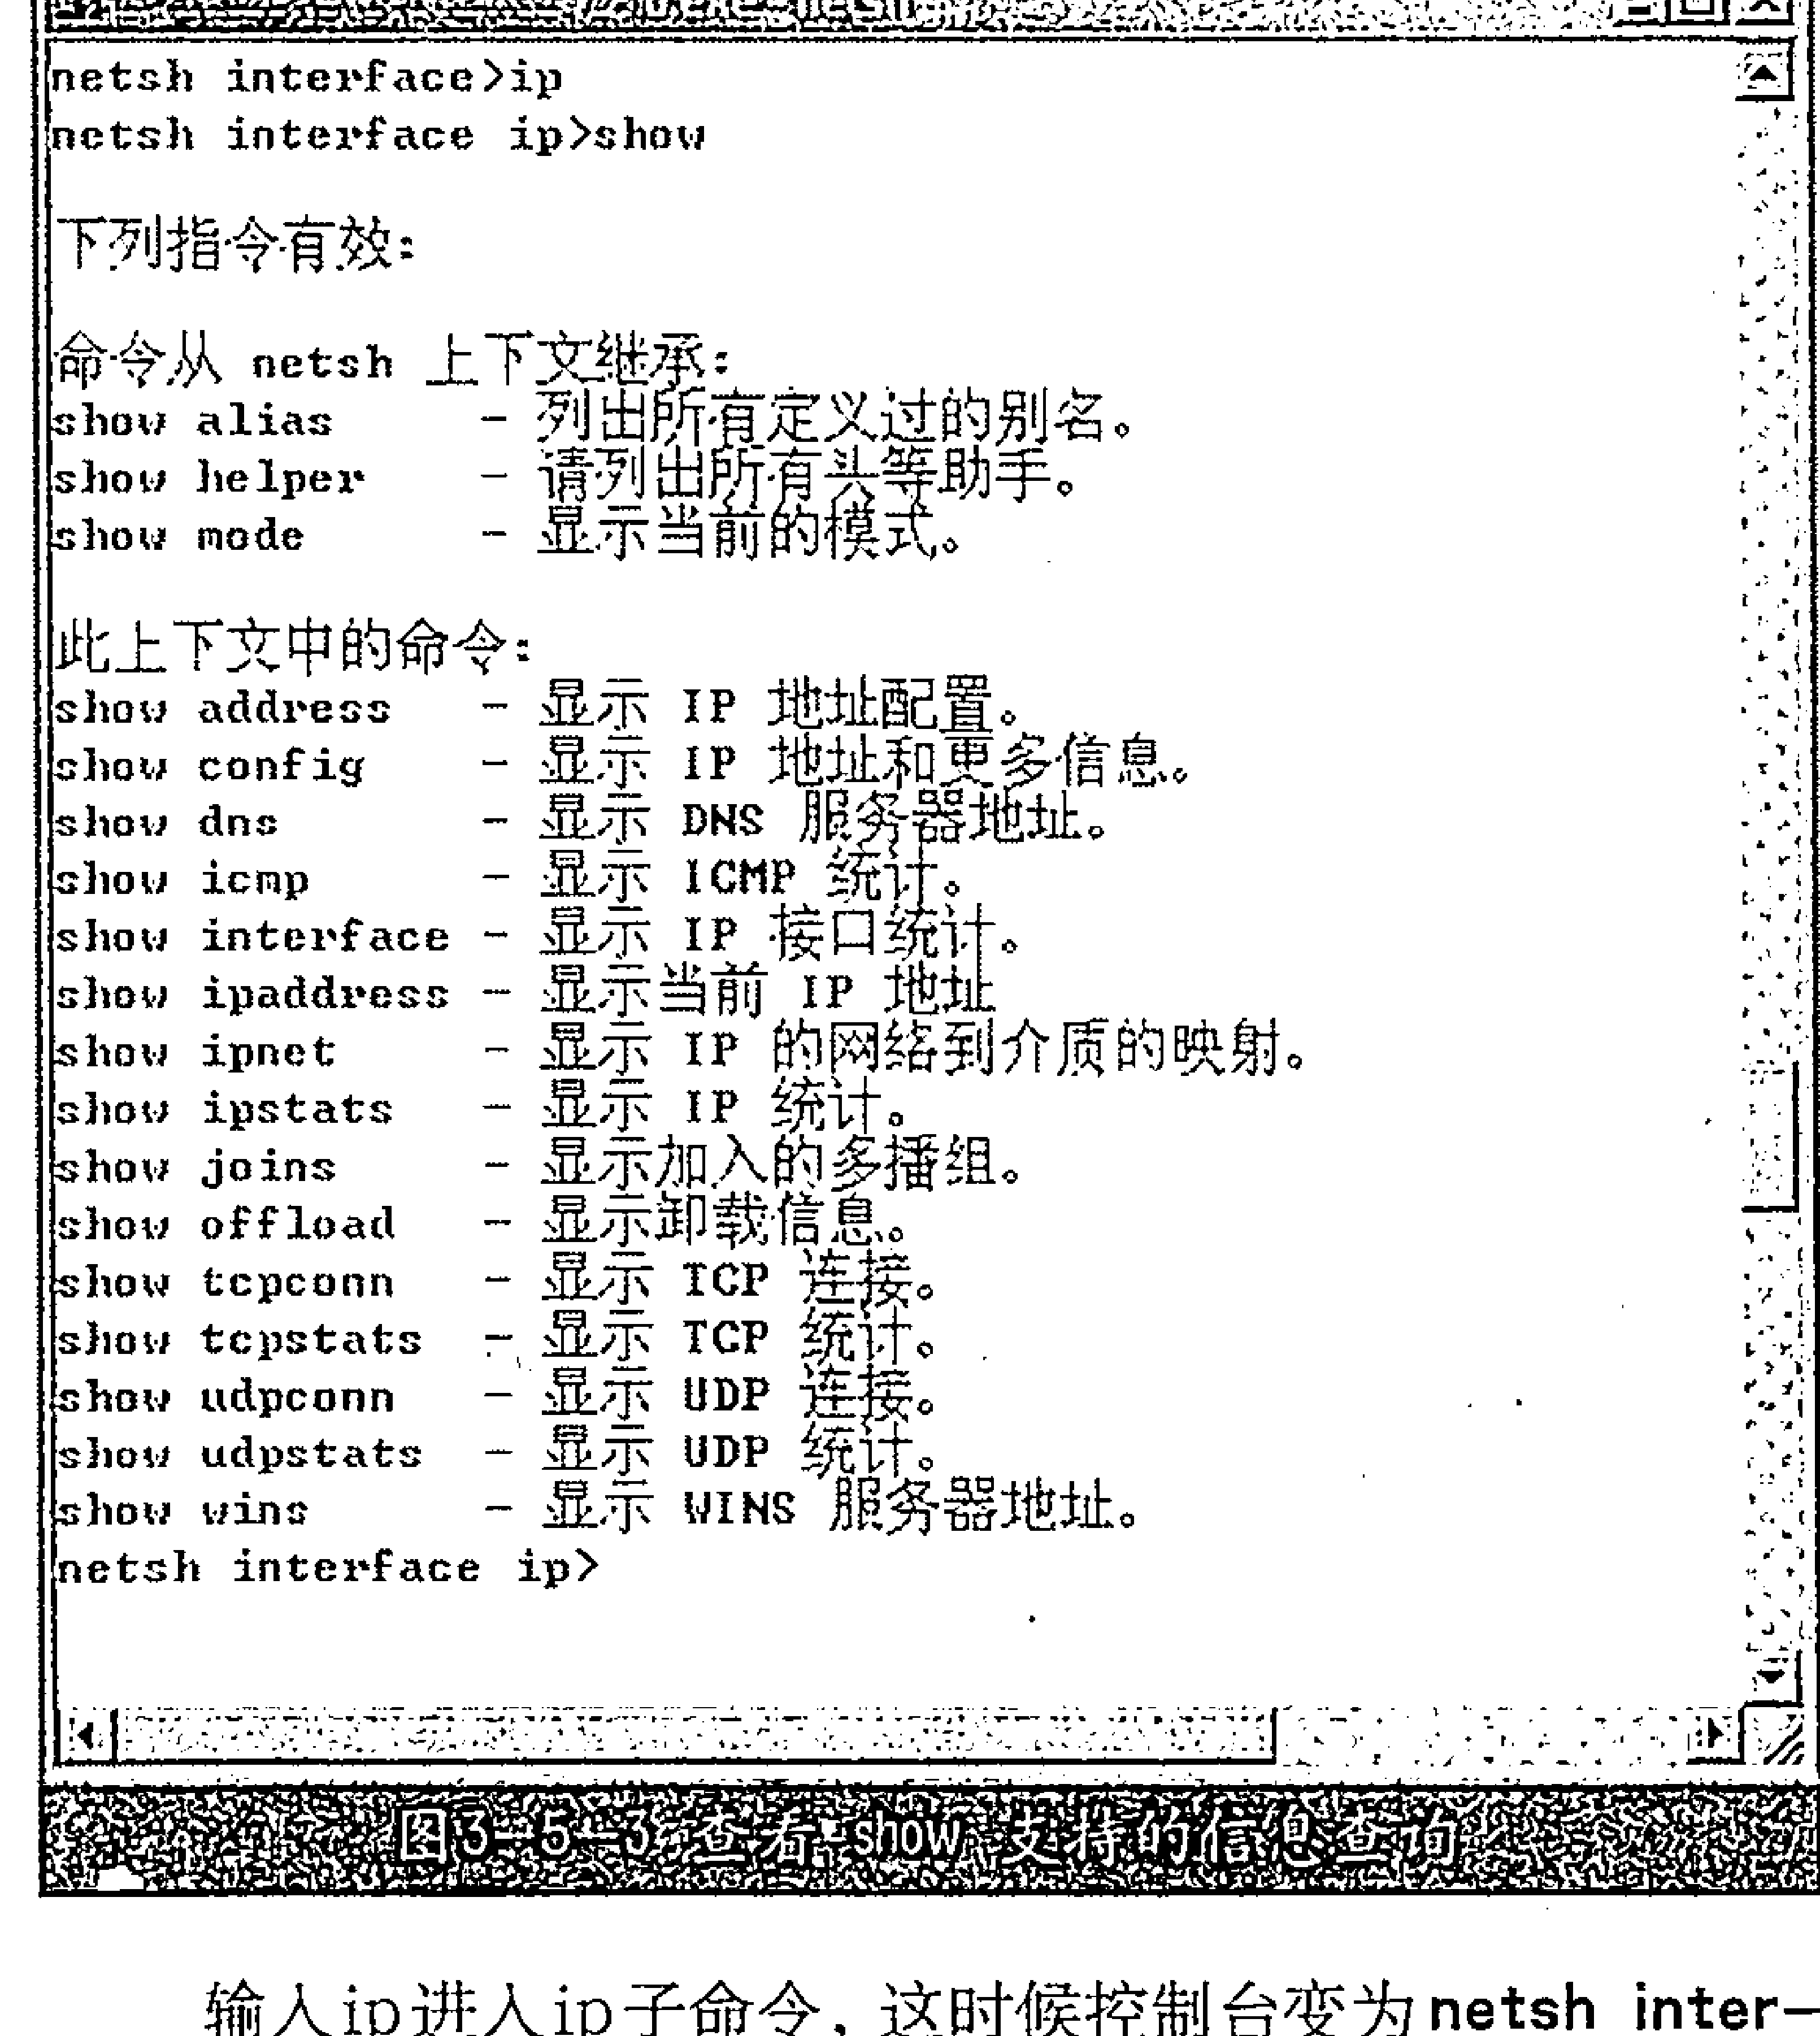 netsh interface>ip
netsh interface ip>show
下列指令有效:
命令从 netsh 上下文继承:
show alias - 列出所有定义过的别名。
show helper - 请列出所有头等助手。
show mode - 显示当前的模式。
此上下文中的命令:
show address - 显示 IP 地址配置。
show config - 显示 IP 地址和更多信息。
show dns - 显示 DNS 服务器地址。
show icmp - 显示 ICMP 统计。
show interface - 显示 IP 接口统计。
show ipaddress - 显示当前 IP 地址
show ipnet - 显示 IP 的网络到介质的映射。
show ipstats - 显示 IP 统计。
show joins - 显示加入的多播组。
show offload - 显示卸载信息。
show tcpconn - 显示 TCP 连接。
show tcpstats - 显示 TCP 统计。
show udpconn - 显示 UDP 连接。
show udpstats - 显示 UDP 统计。
show wins - 显示 WINS 服务器地址。
netsh interface ip>
图3-5-3 查看 show 支持的信息查询
输入ip进入ip子命令, 这时候控制台变为netsh inter-